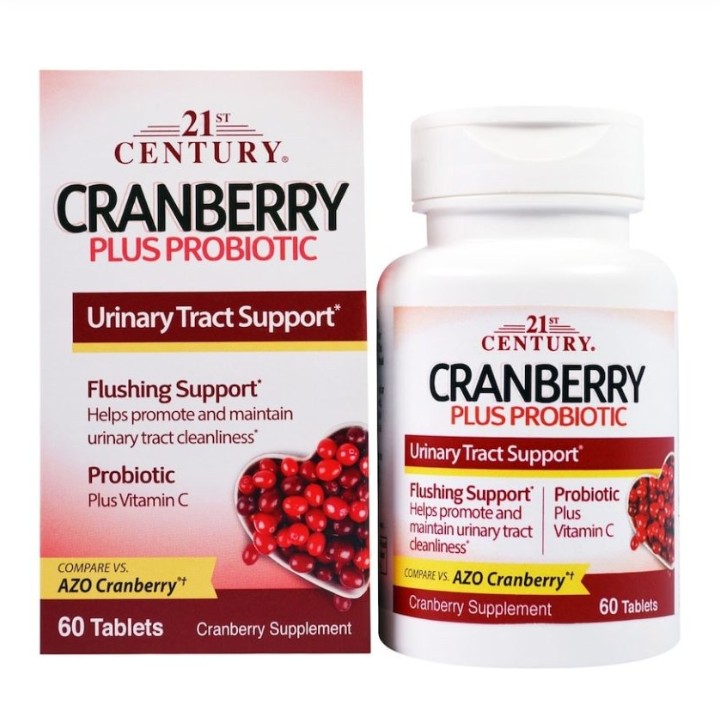 21ST
CENTURY®
CRANBERRY
PLUS PROBIOTIC
Urinary Tract Support*
Flushing Support*
Helps promote and maintain
urinary tract cleanliness*
Probiotic
Plus Vitamin C
COMPARE VS.
AZO Cranberry*†
60 Tablets
Cranberry Supplement
21ST
CENTURY®
CRANBERRY
PLUS PROBIOTIC
Urinary Tract Support*
Flushing Support*
Helps promote and
maintain urinary tract
cleanliness*
Probiotic
Plus
Vitamin C
COMPARE VS. AZO Cranberry*†
Cranberry Supplement
60 Tablets